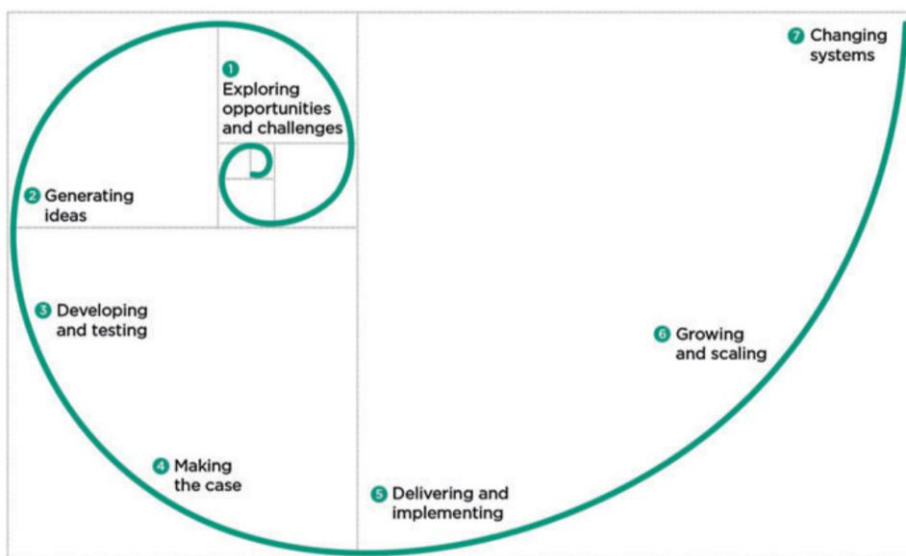 1 Exploring
opportunities
and challenges
2 Generating
ideas
3 Developing
and testing
4 Making
the case
5 Delivering and
implementing
6 Growing
and scaling
7 Changing
systems